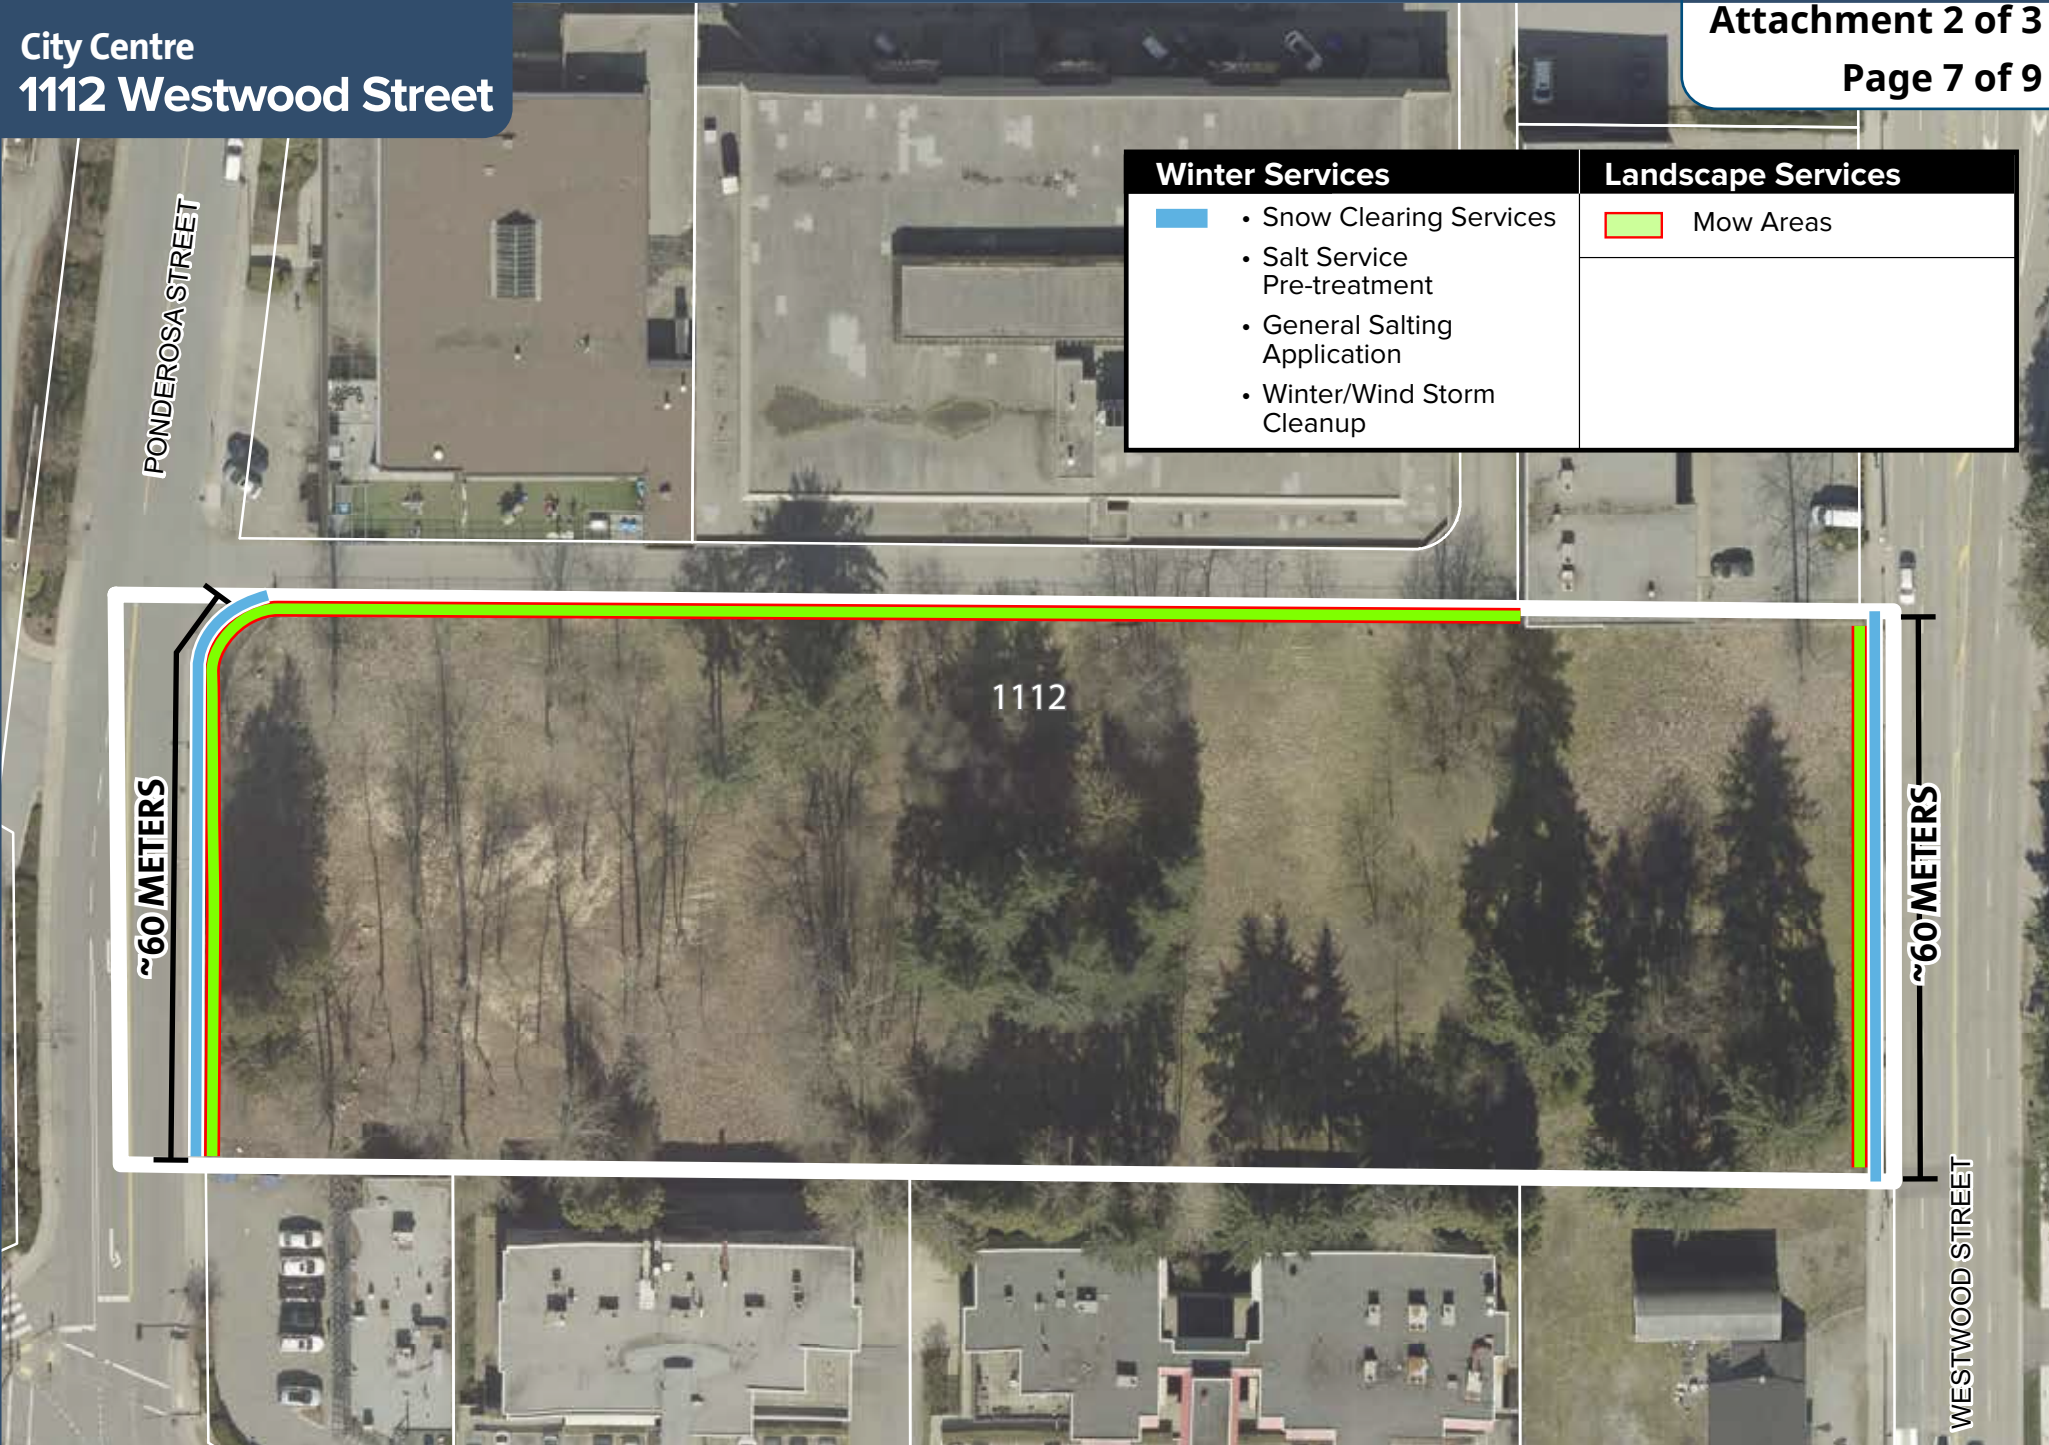 City Centre
1112 Westwood Street
Attachment 2 of 3
Page 7 of 9
Winter Services
• Snow Clearing Services
• Salt Service
Pre-treatment
• General Salting
Application
• Winter/Wind Storm
Cleanup
Landscape Services
Mow Areas
PONDEROSA STREET
1112
~60 METERS
~60 METERS
WESTWOOD STREET